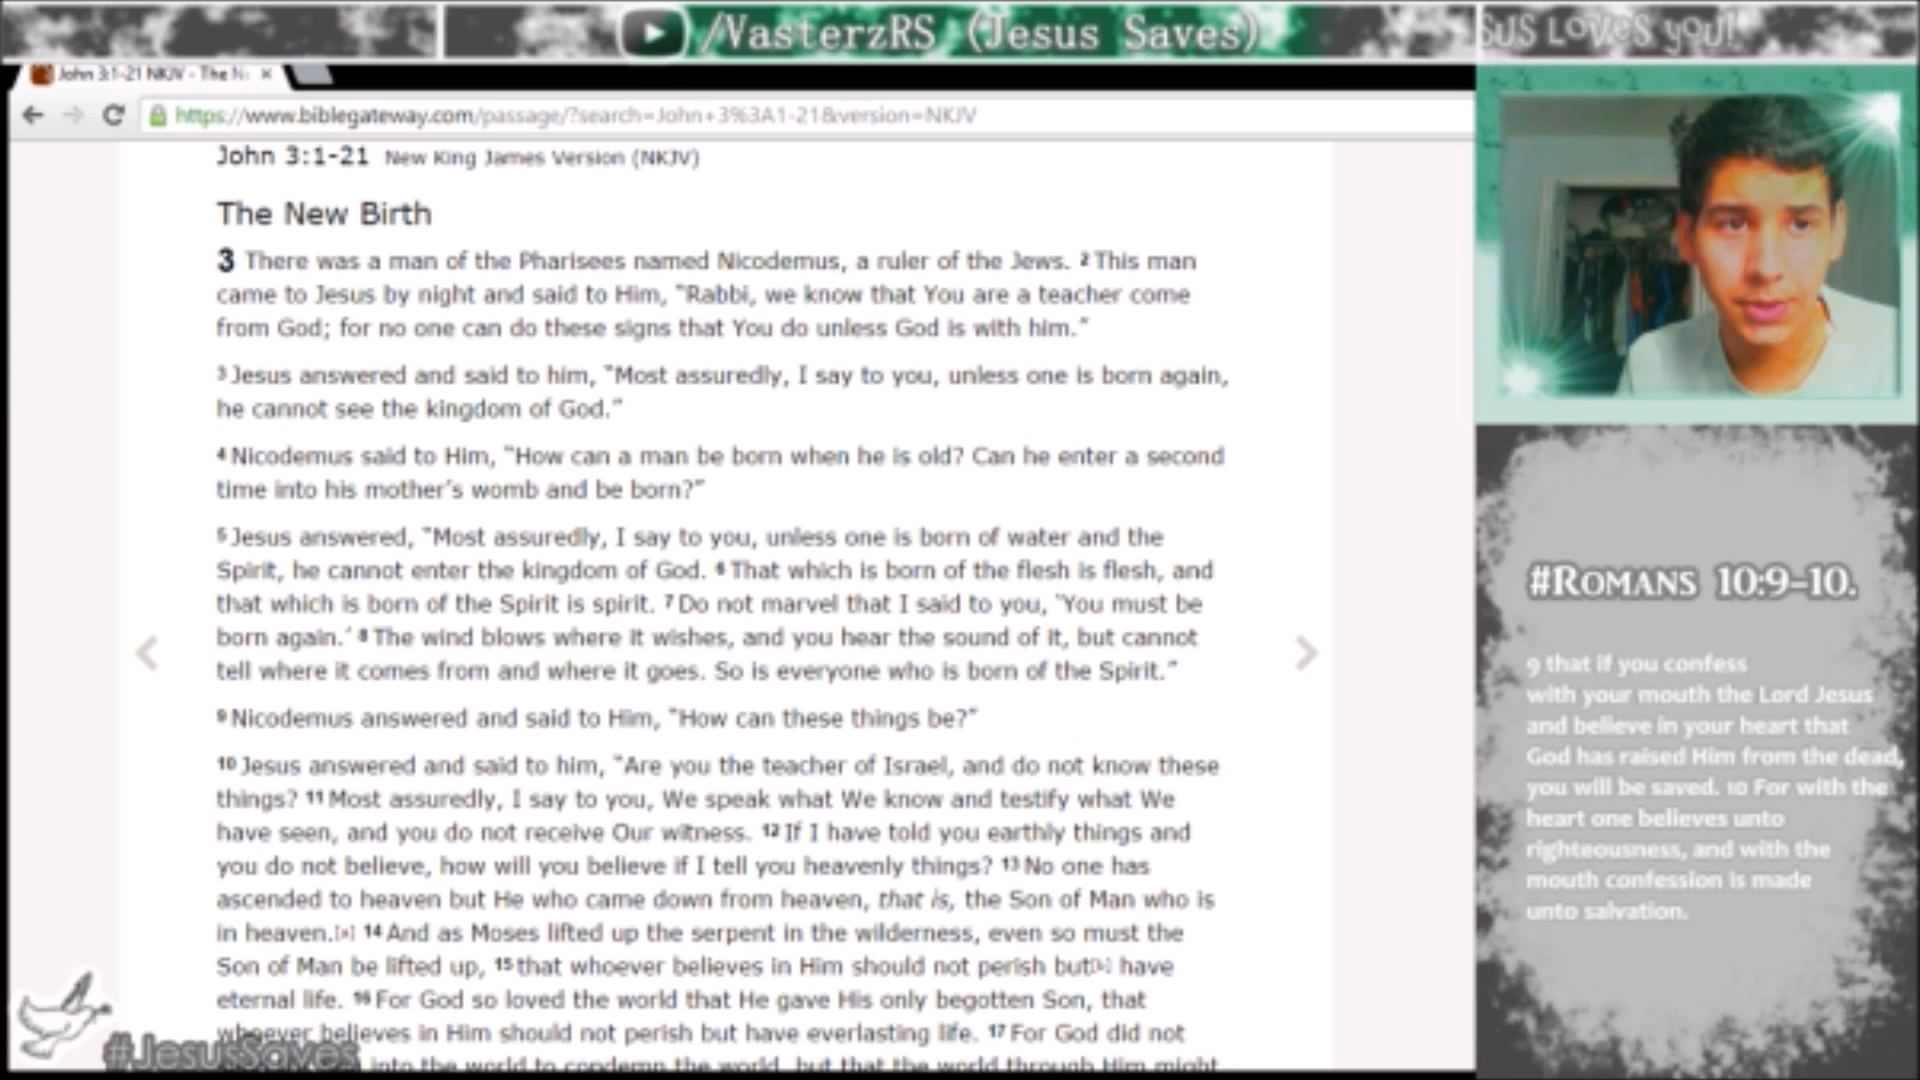 /VasterzRS (Jesus Saves)
SUS LOVES YOU!
John 3:1-21 NKJV - The N
https://www.biblegateway.com/passage/?search=John+3%3A1-21&version=NKJV
John 3:1-21 New King James Version (NKJV)
The New Birth
3 There was a man of the Pharisees named Nicodemus, a ruler of the Jews. 2 This man
came to Jesus by night and said to Him, "Rabbi, we know that You are a teacher come
from God; for no one can do these signs that You do unless God is with him."
3 Jesus answered and said to him, "Most assuredly, I say to you, unless one is born again,
he cannot see the kingdom of God."
4 Nicodemus said to Him, "How can a man be born when he is old? Can he enter a second
time into his mother's womb and be born?"
5 Jesus answered, "Most assuredly, I say to you, unless one is born of water and the
Spirit, he cannot enter the kingdom of God. 6 That which is born of the flesh is flesh, and
that which is born of the Spirit is spirit. 7 Do not marvel that I said to you, 'You must be
born again.' 8 The wind blows where it wishes, and you hear the sound of it, but cannot
tell where it comes from and where it goes. So is everyone who is born of the Spirit."
9 Nicodemus answered and said to Him, "How can these things be?"
10 Jesus answered and said to him, "Are you the teacher of Israel, and do not know these
things? 11 Most assuredly, I say to you, We speak what We know and testify what We
have seen, and you do not receive Our witness. 12 If I have told you earthly things and
you do not believe, how will you believe if I tell you heavenly things? 13 No one has
ascended to heaven but He who came down from heaven, that is, the Son of Man who is
in heaven.[a] 14 And as Moses lifted up the serpent in the wilderness, even so must the
Son of Man be lifted up, 15 that whoever believes in Him should not perish but[b] have
eternal life. 16 For God so loved the world that He gave His only begotten Son, that
whoever believes in Him should not perish but have everlasting life. 17 For God did not
into the world to condemn the world, but that the world through Him might
#JesusSaves
#Romans 10:9-10.
9 that if you confess
with your mouth the Lord Jesus
and believe in your heart that
God has raised Him from the dead,
you will be saved. 10 For with the
heart one believes unto
righteousness, and with the
mouth confession is made
unto salvation.